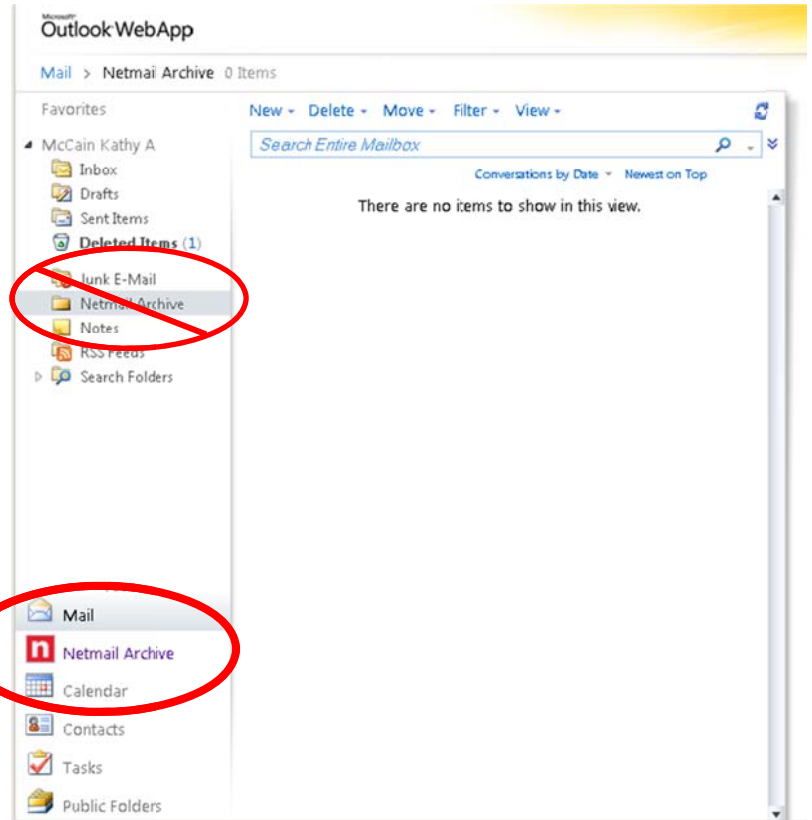 Microsoft®
Outlook WebApp
Mail > Netmail Archive 0 Items
Favorites
New Delete Move Filter View
McCain Kathy A
Search Entire Mailbox
Inbox
Conversations by Date Newest on Top
Drafts
There are no items to show in this view.
Sent Items
Deleted Items (1)
Junk E-Mail
Netmail Archive
Notes
RSS Feeds
Search Folders
Mail
n Netmail Archive
Calendar
Contacts
Tasks
Public Folders